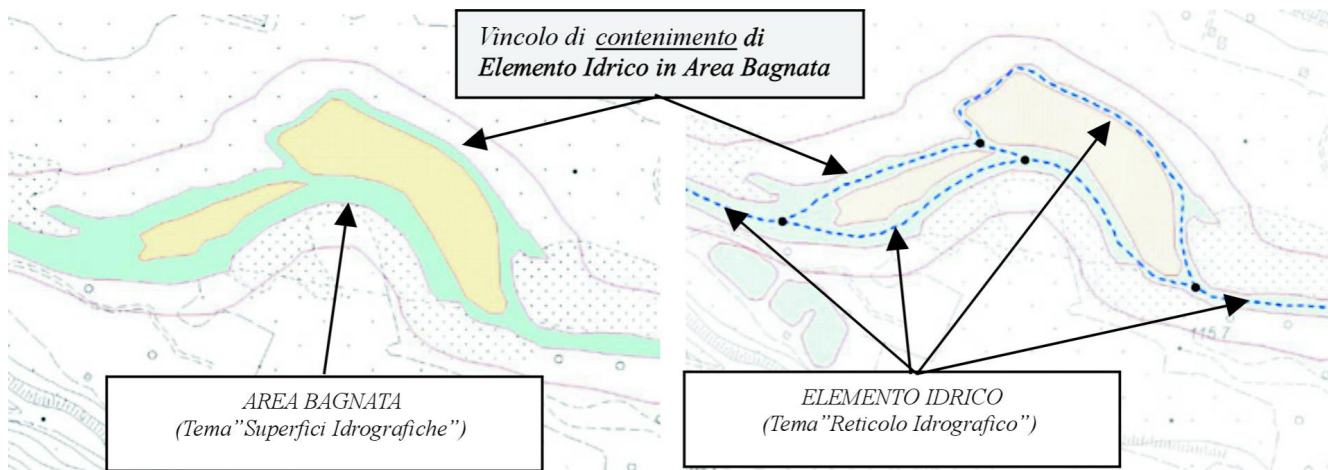 Vincolo di contenimento di
Elemento Idrico in Area Bagnata
115,7
AREA BAGNATA
(Tema”Superfici Idrografiche”)
ELEMENTO IDRICO
(Tema”Reticolo Idrografico”)